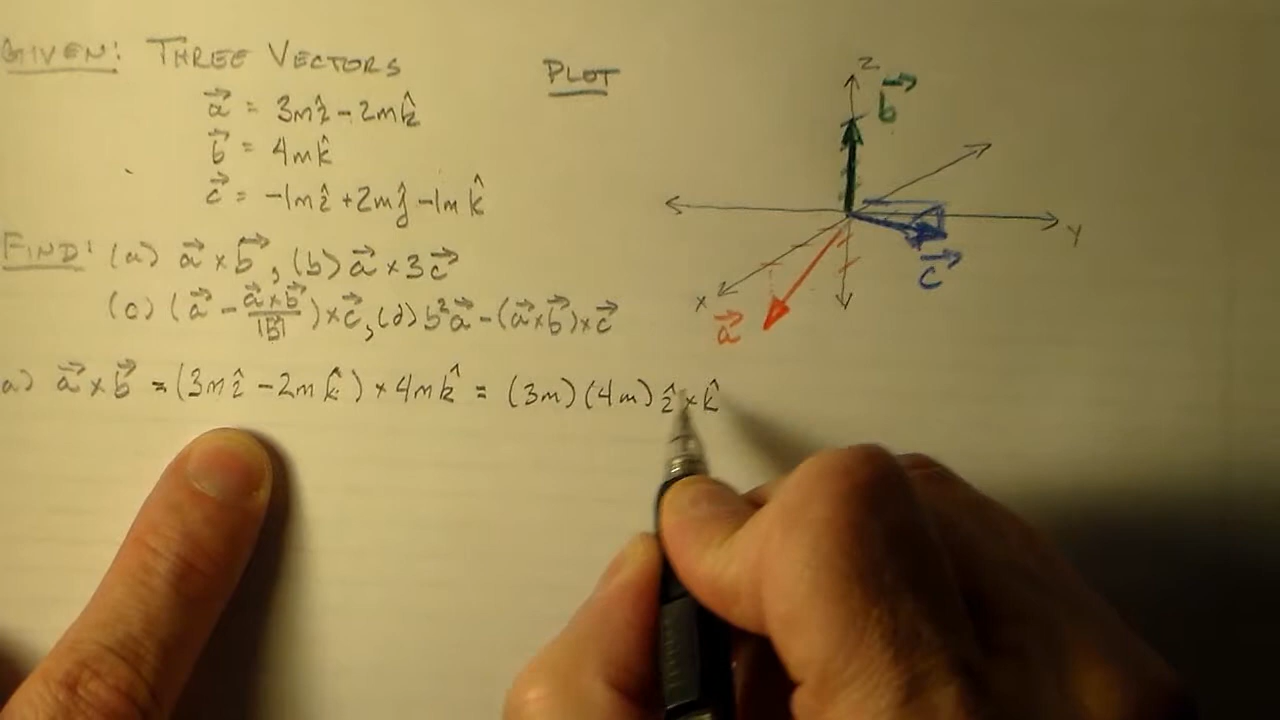 GIVEN: THREE VECTORS
a⃗ = 3m î - 2m k̂
b⃗ = 4m k̂
c⃗ = -1m î + 2m ĵ - 1m k̂
FIND: (a) a⃗ × b⃗, (b) a⃗ × 3c⃗
(c) (a⃗ - a⃗×b⃗/|b⃗|) × c⃗, (d) b²a⃗ - (a⃗×b⃗)×c⃗
a) a⃗ × b⃗ = (3m î - 2m k̂) × 4m k̂ = (3m)(4m) î × k̂
PLOT
z
b⃗
y
c⃗
x
a⃗